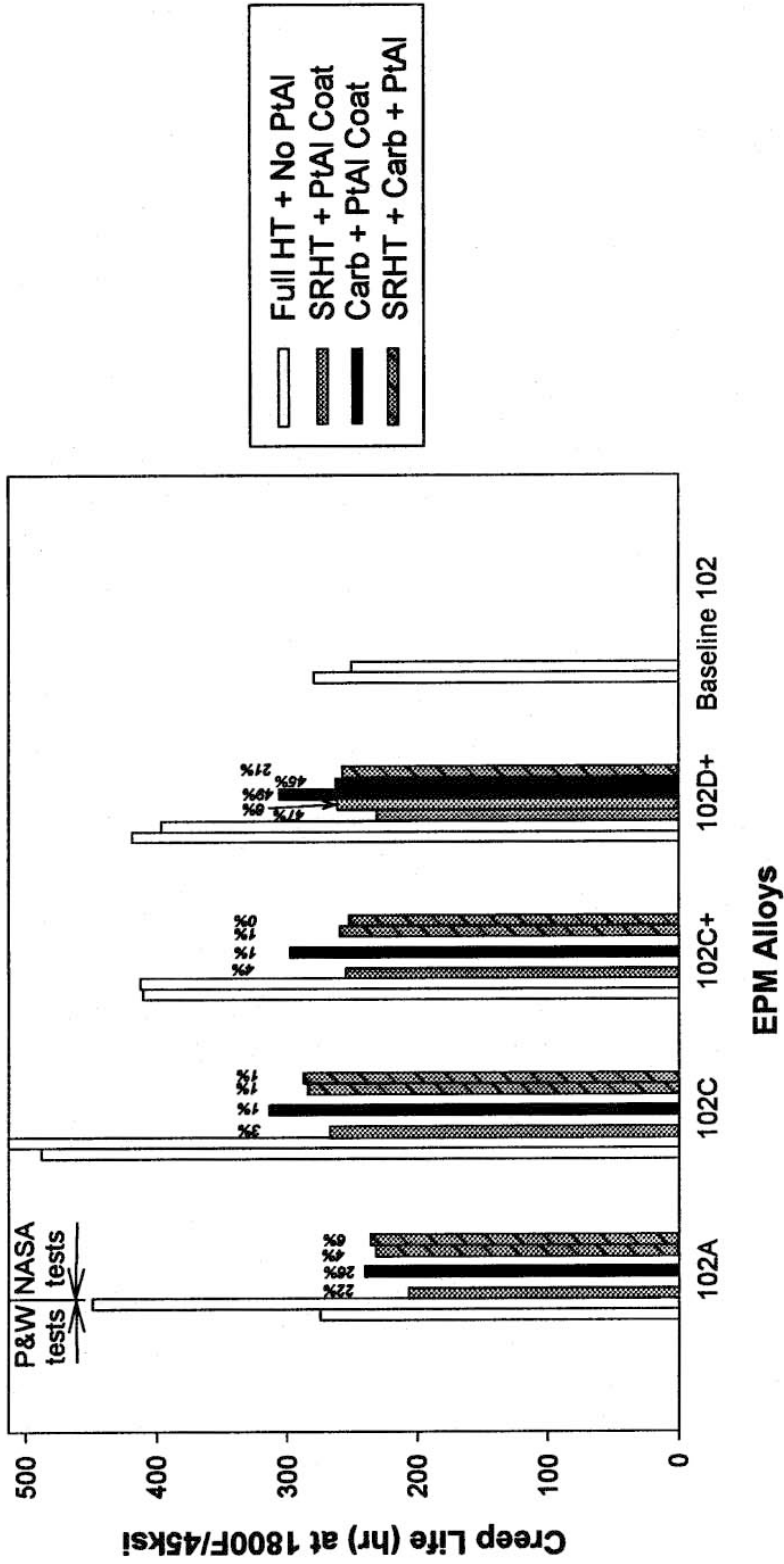 Creep Life (hr) at 1800F/45ksi
500
400
300
200
100
0
P&W NASA
tests tests
22%
26%
4%
6%
3%
1%
1%
1%
4%
1%
1%
0%
47%
6%
49%
45%
21%
102A
102C
102C+
102D+
Baseline 102
EPM Alloys
Full HT + No PtAl
SRHT + PtAl Coat
Carb + PtAl Coat
SRHT + Carb + PtAl